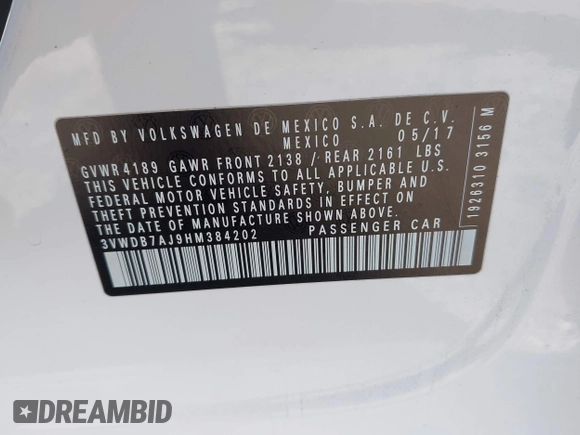 MFD BY VOLKSWAGEN DE MEXICO S.A. DE C.V.
MEXICO 05/17
GVWR 4189 GAWR FRONT 2138 / REAR 2161 LBS
THIS VEHICLE CONFORMS TO ALL APPLICABLE U.S.
FEDERAL MOTOR VEHICLE SAFETY, BUMPER AND
THEFT PREVENTION STANDARDS IN EFFECT ON
THE DATE OF MANUFACTURE SHOWN ABOVE.
3VWDB7AJ9HM384202 PASSENGER CAR
1926310 3156 M
DREAMBID